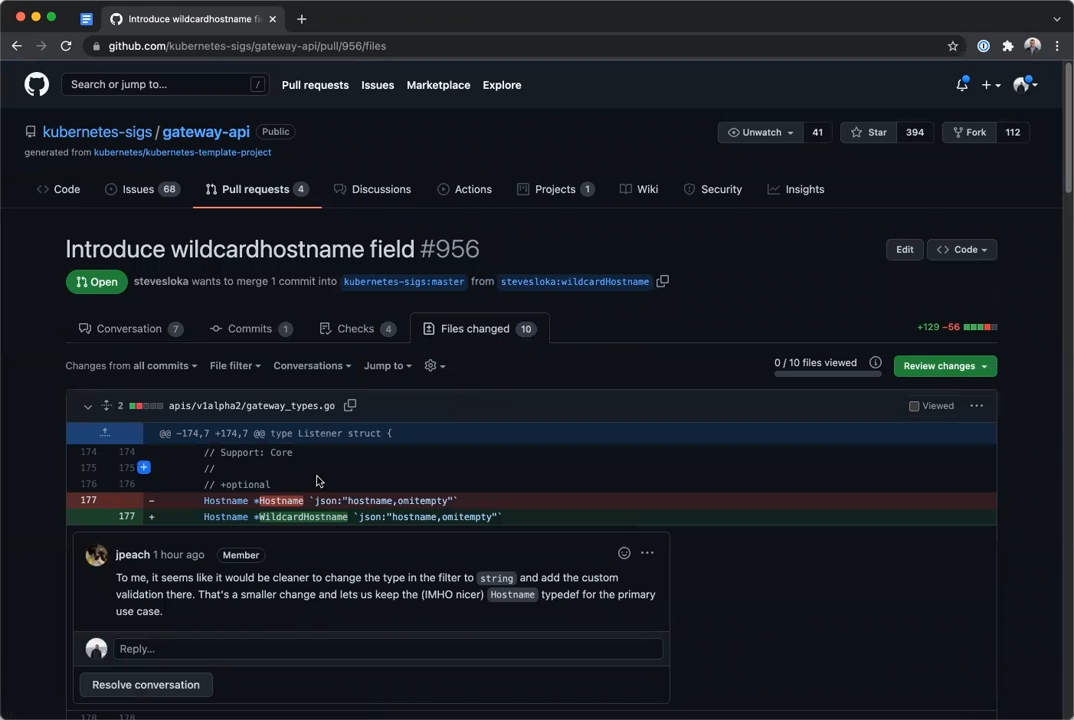 Introduce wildcardhostname fi
github.com/kubernetes-sigs/gateway-api/pull/956/files
Search or jump to... / Pull requests Issues Marketplace Explore
kubernetes-sigs / gateway-api Public Unwatch 41 Star 394 Fork 112
generated from kubernetes/kubernetes-template-project
Code Issues 68 Pull requests 4 Discussions Actions Projects 1 Wiki Security Insights
Introduce wildcardhostname field #956 Edit Code
Open stevesloka wants to merge 1 commit into kubernetes-sigs:master from stevesloka:wildcardHostname
Conversation 7 Commits 1 Checks 4 Files changed 10 +129 −56
Changes from all commits File filter Conversations Jump to 0 / 10 files viewed Review changes
2 apis/v1alpha2/gateway_types.go Viewed
@@ -174,7 +174,7 @@ type Listener struct {
174 174 // Support: Core
175 175 + //
176 176 // +optional
177 - Hostname *Hostname `json:"hostname,omitempty"`
177 + Hostname *WildcardHostname `json:"hostname,omitempty"`
jpeach 1 hour ago Member
To me, it seems like it would be cleaner to change the type in the filter to string and add the custom
validation there. That's a smaller change and lets us keep the (IMHO nicer) Hostname typedef for the primary
use case.
Reply...
Resolve conversation
178 178